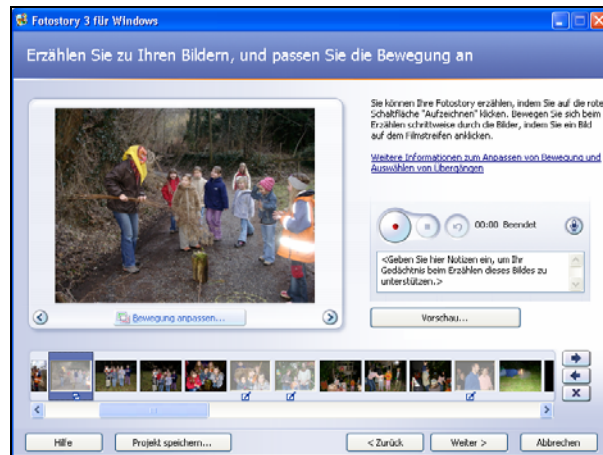 Fotostory 3 für Windows
Erzählen Sie zu Ihren Bildern, und passen Sie die Bewegung an
Sie können Ihre Fotostory erzählen, indem Sie auf die rote
Schaltfläche "Aufzeichnen" klicken. Bewegen Sie sich beim
Erzählen schrittweise durch die Bilder, indem Sie ein Bild
auf dem Filmstreifen anklicken.
Weitere Informationen zum Anpassen von Bewegung und
Auswählen von Übergängen
00:00 Beendet
<Geben Sie hier Notizen ein, um Ihr
Gedächtnis beim Erzählen dieses Bildes zu
unterstützen.>
Bewegung anpassen...
Vorschau...
Hilfe
Projekt speichern...
< Zurück
Weiter >
Abbrechen